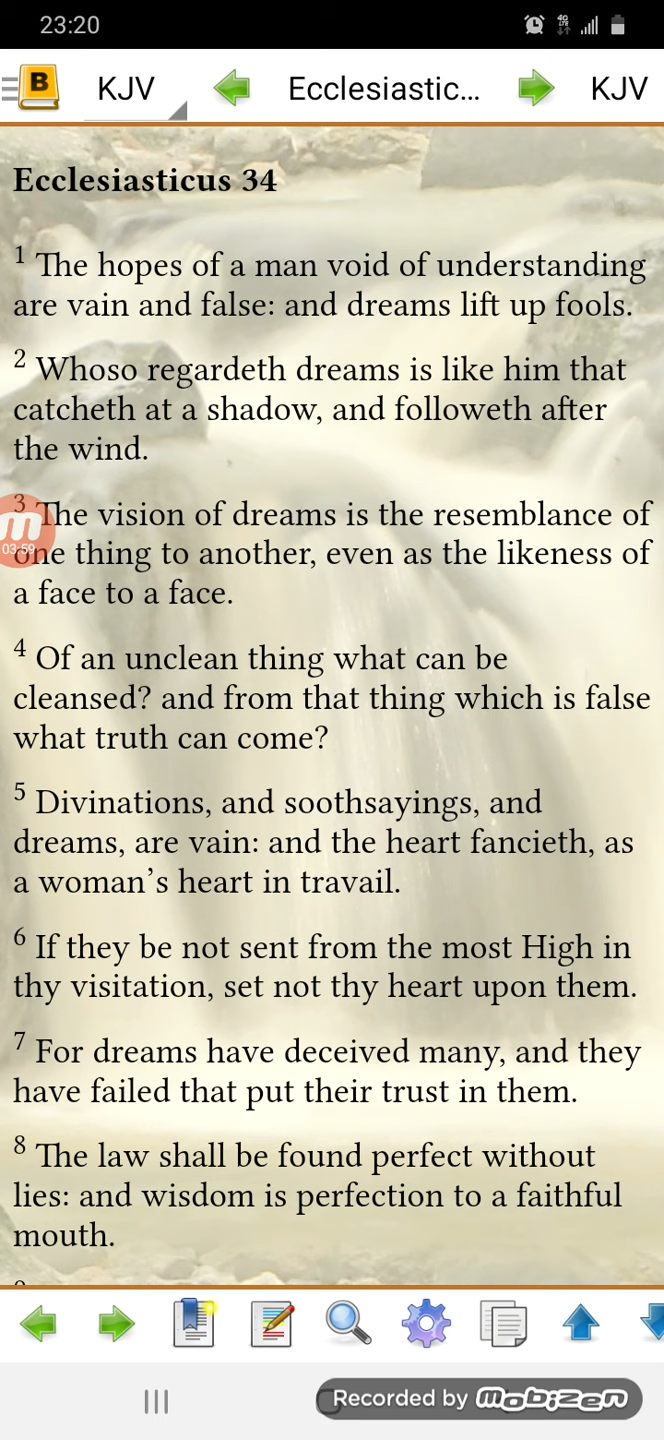 23:20
4G
LTE
B
KJV
Ecclesiastic...
KJV
Ecclesiasticus 34
1 The hopes of a man void of understanding
are vain and false: and dreams lift up fools.
2 Whoso regardeth dreams is like him that
catcheth at a shadow, and followeth after
the wind.
3 The vision of dreams is the resemblance of
one thing to another, even as the likeness of
a face to a face.
m
03:59
4 Of an unclean thing what can be
cleansed? and from that thing which is false
what truth can come?
5 Divinations, and soothsayings, and
dreams, are vain: and the heart fancieth, as
a woman’s heart in travail.
6 If they be not sent from the most High in
thy visitation, set not thy heart upon them.
7 For dreams have deceived many, and they
have failed that put their trust in them.
8 The law shall be found perfect without
lies: and wisdom is perfection to a faithful
mouth.
Recorded by mobizen